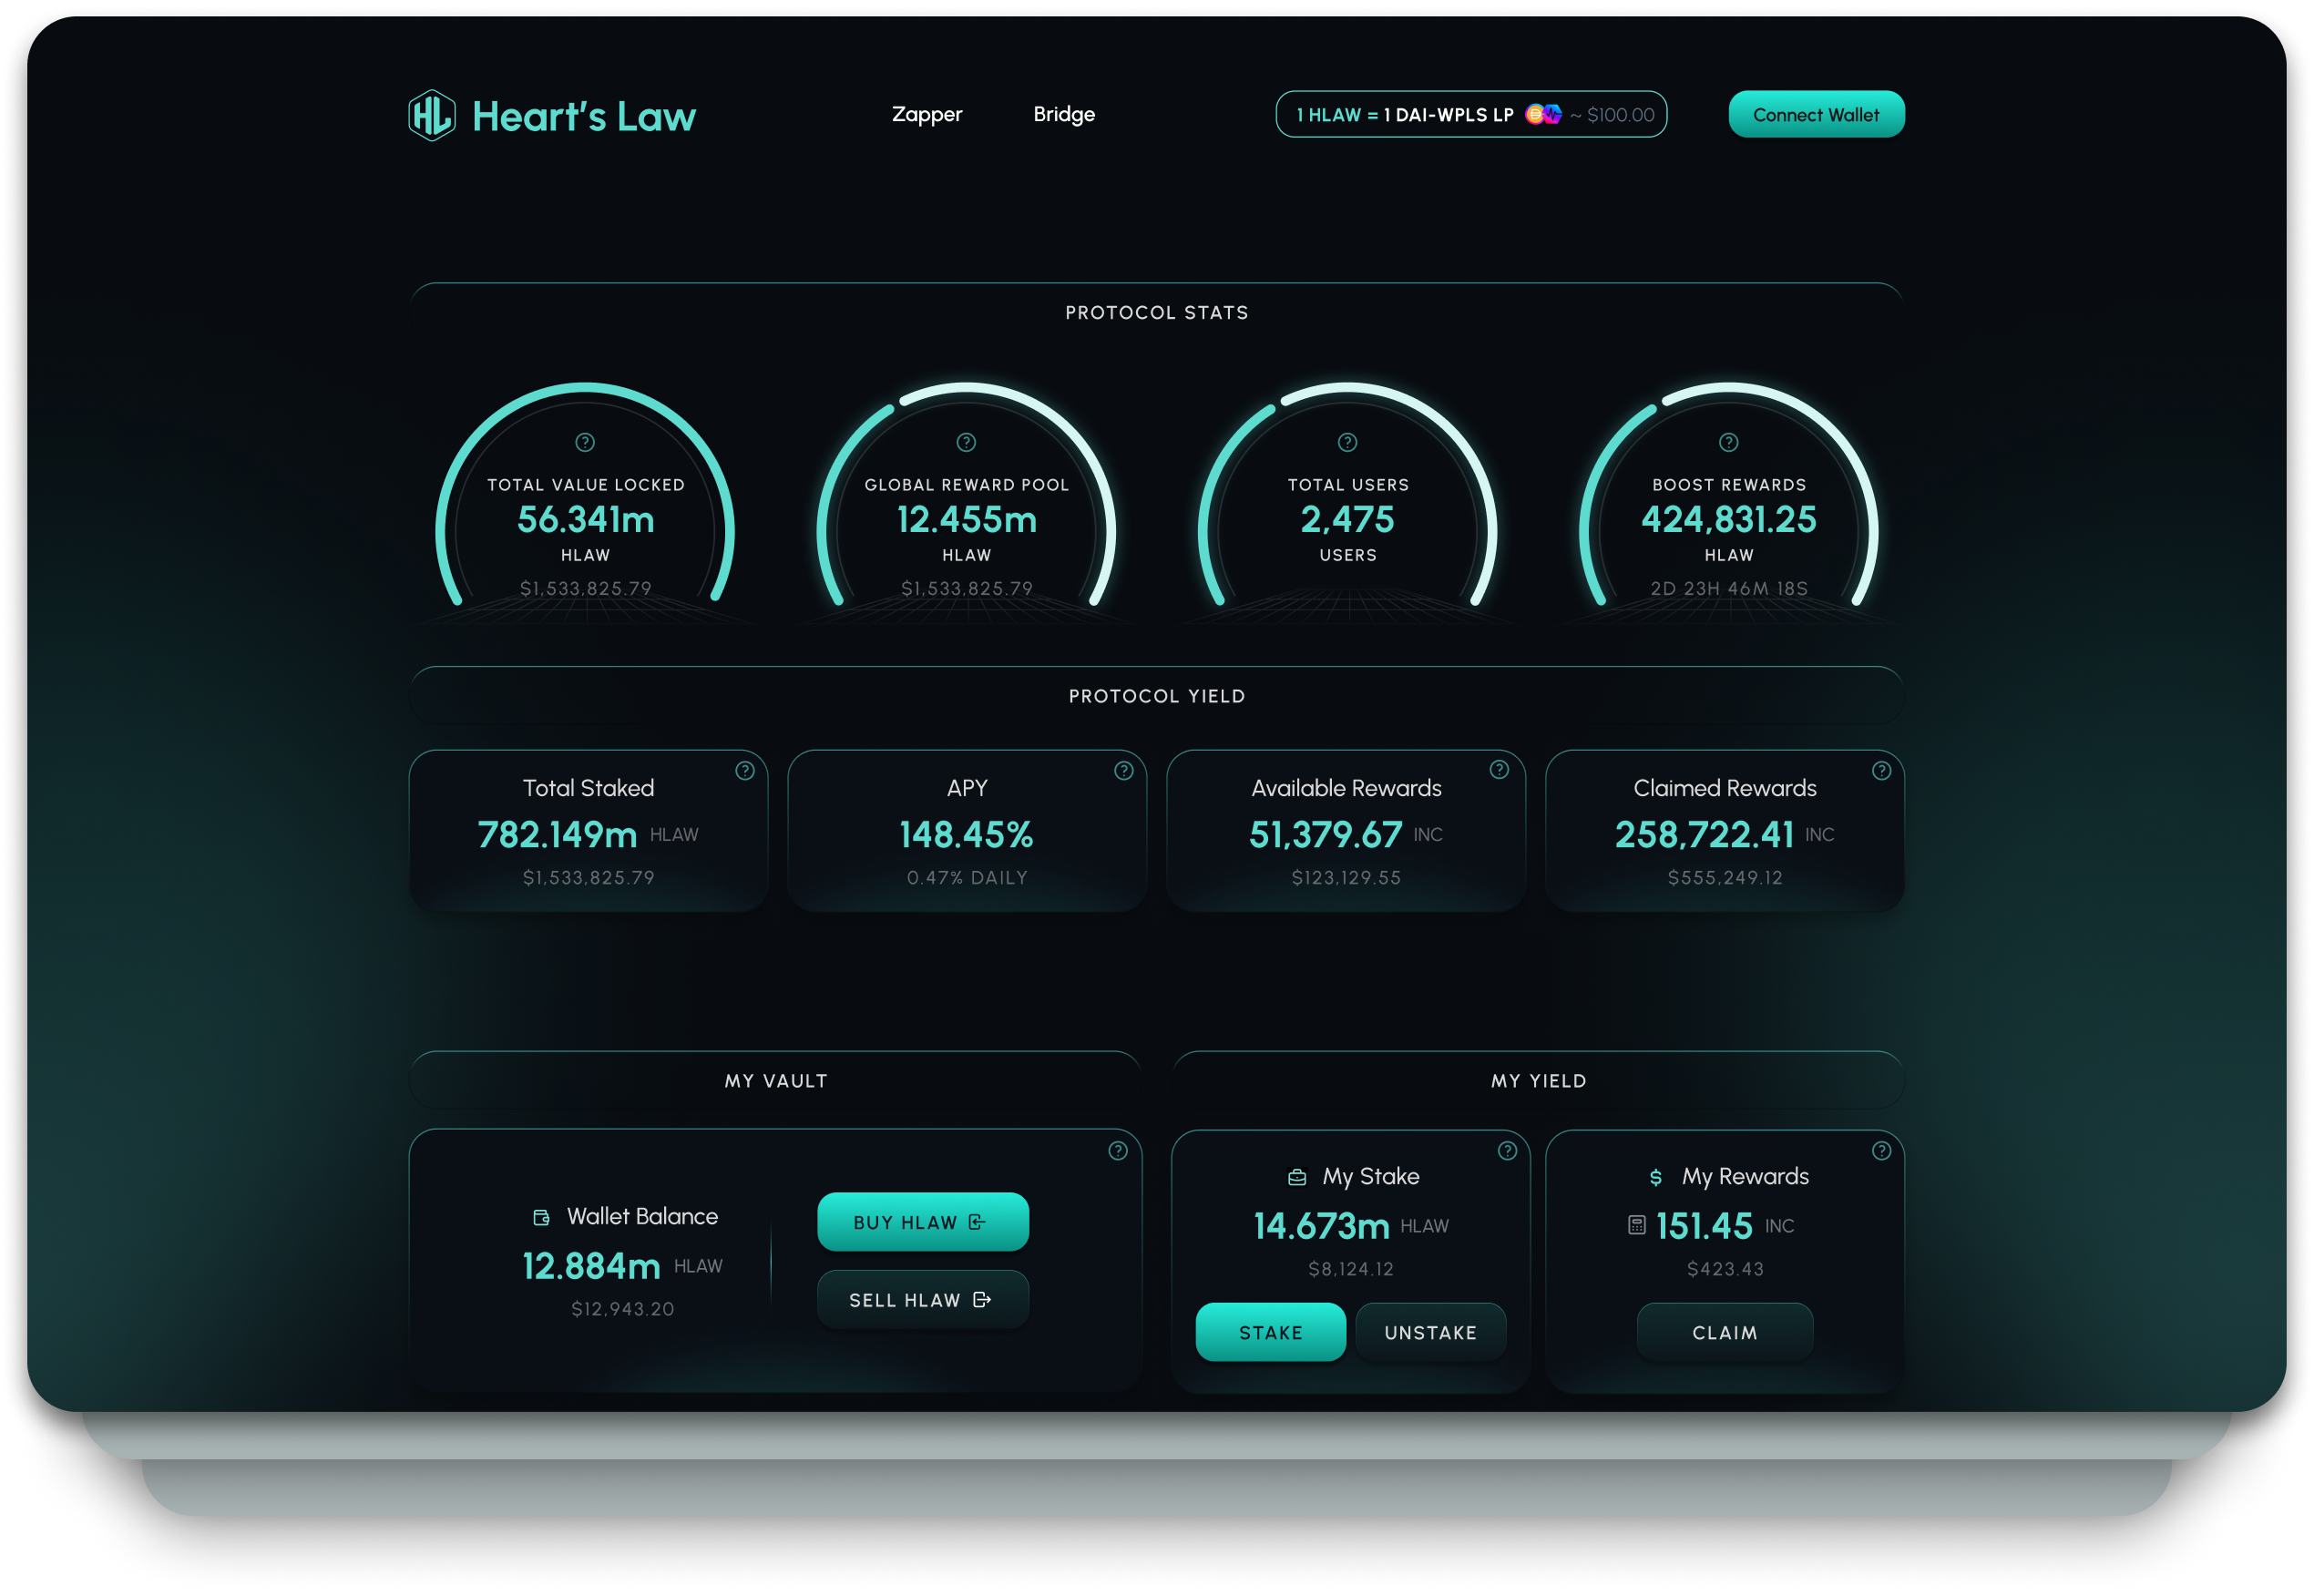 HL Heart's Law
Zapper
Bridge
1 HLAW = 1 DAI-WPLS LP ~ $100.00
Connect Wallet
PROTOCOL STATS
?
TOTAL VALUE LOCKED
56.341m
HLAW
$1,533,825.79
?
GLOBAL REWARD POOL
12.455m
HLAW
$1,533,825.79
?
TOTAL USERS
2,475
USERS
?
BOOST REWARDS
424,831.25
HLAW
2D 23H 46M 18S
PROTOCOL YIELD
?
Total Staked
782.149m HLAW
$1,533,825.79
?
APY
148.45%
0.47% DAILY
?
Available Rewards
51,379.67 INC
$123,129.55
?
Claimed Rewards
258,722.41 INC
$555,249.12
MY VAULT
?
Wallet Balance
12.884m HLAW
$12,943.20
BUY HLAW
SELL HLAW
MY YIELD
?
My Stake
14.673m HLAW
$8,124.12
STAKE
UNSTAKE
?
$ My Rewards
151.45 INC
$423.43
CLAIM